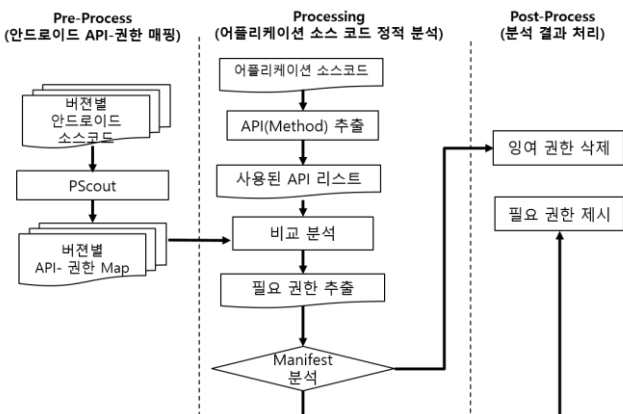 Pre-Process
(안드로이드 API-권한 매핑)
버젼별
안드로이드
소스코드
PScout
버젼별
API- 권한 Map
Processing
(어플리케이션 소스 코드 정적 분석)
어플리케이션 소스코드
API(Method) 추출
사용된 API 리스트
비교 분석
필요 권한 추출
Manifest
분석
Post-Process
(분석 결과 처리)
잉여 권한 삭제
필요 권한 제시